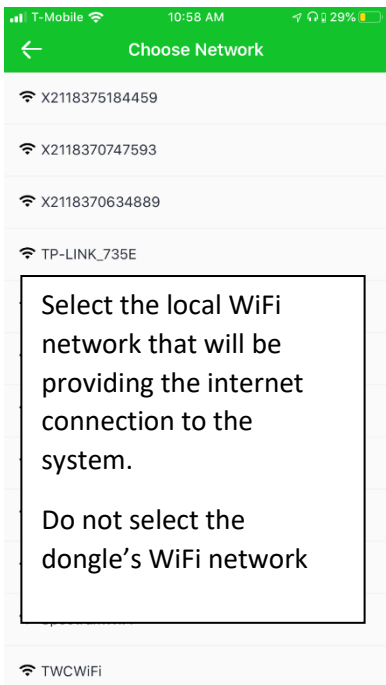 T-Mobile 10:58 AM 29%
Choose Network
X2118375184459
X2118370747593
X2118370634889
TP-LINK_735E
Select the local WiFi
network that will be
providing the internet
connection to the
system.
Do not select the
dongle’s WiFi network
TWCWiFi